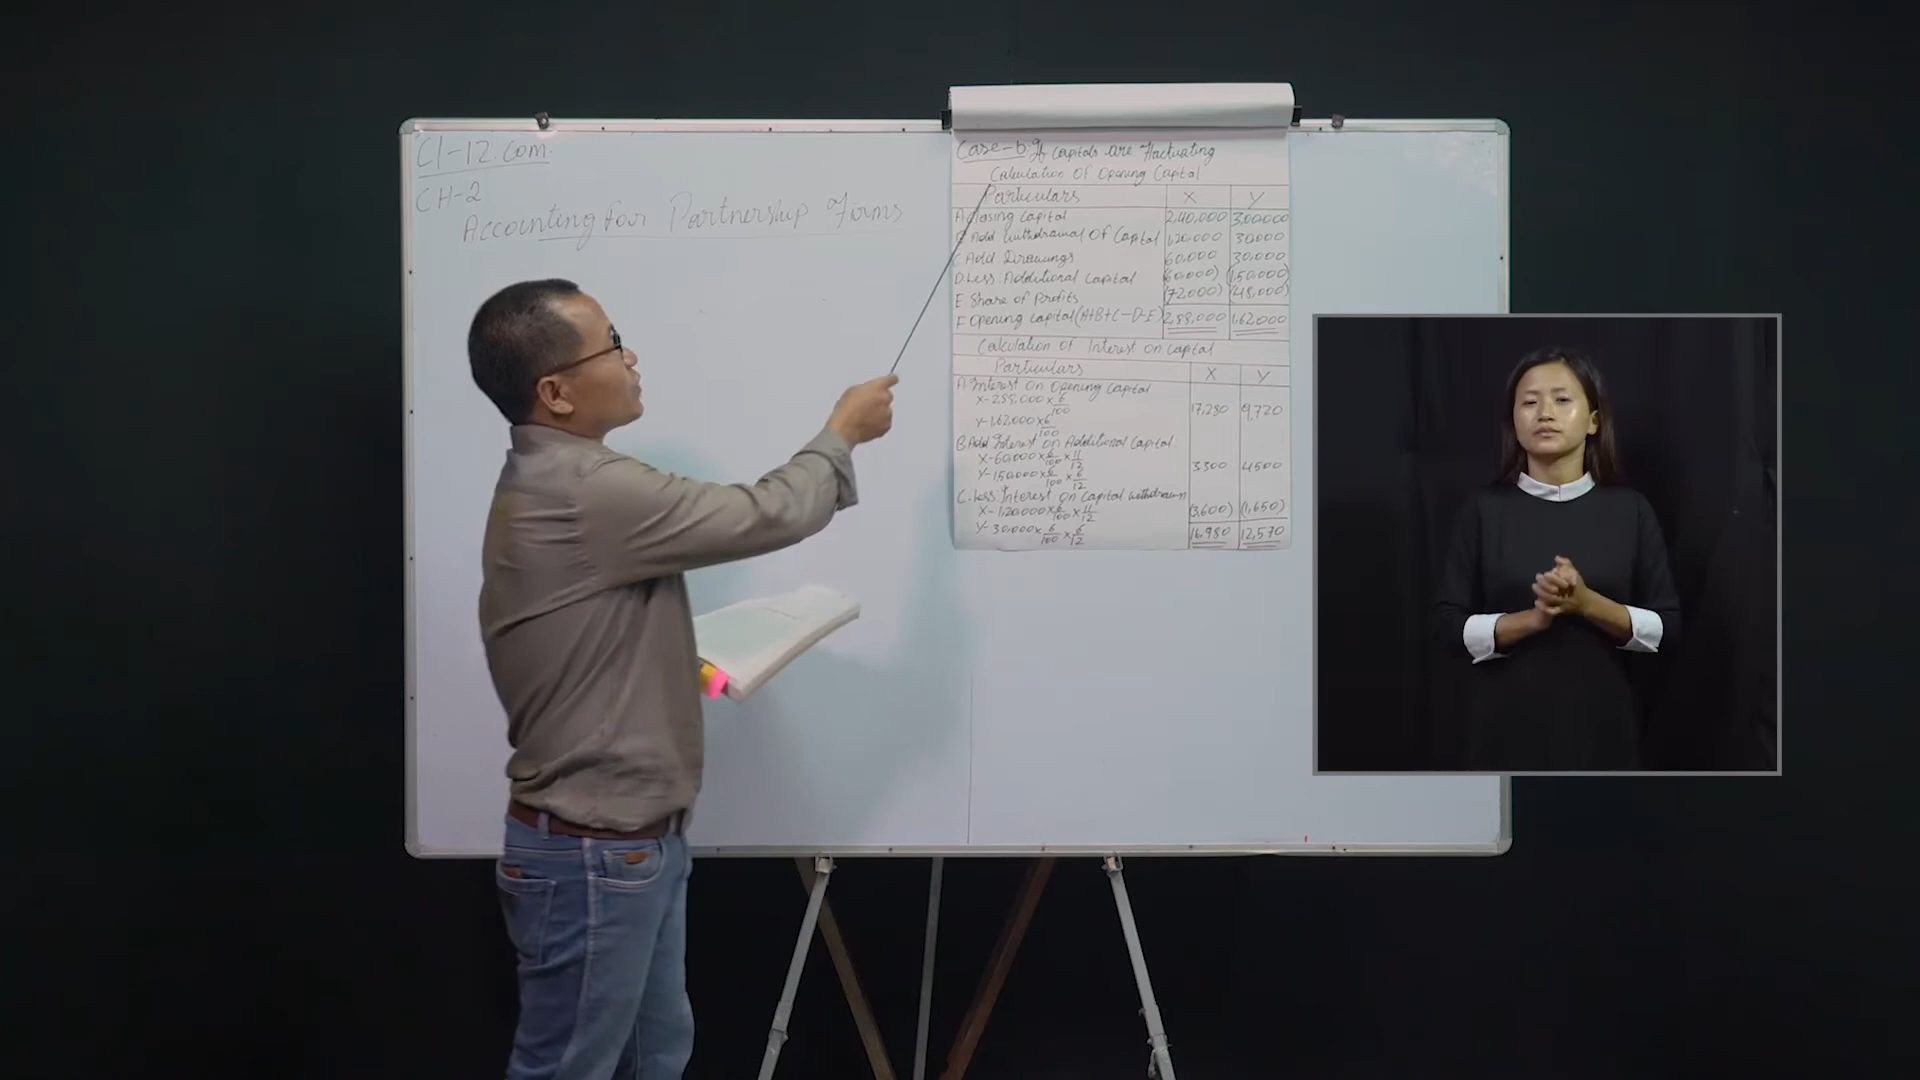 Cl-12.Com.
CH-2
Accounting for Partnership Firms
Case-b If Capitals are Fluctuating
Calculation Of Opening Capital
Particulars X Y
A Closing Capital 2,40,000 3,00000
B Add. Withdrawal Of Capital 1,20,000 30,000
C. Add. Drawings 60,000 30,000
D. Less. Additional Capital (60,000) (1,50,000)
E Share of Profits (72,000) (48,000)
F Opening Capital (A+B+C-D-E) 2,88,000 1,62,000
Calculation of Interest on Capital
Particulars X Y
A Interest on Opening Capital
X-288,000 x 6/100 17,280 9,720
Y-1,62,000 x 6/100
B Add Interest on Additional Capital.
X-60,000 x 6/100 x 11/12 3300 4500
Y-1,50,000 x 6/100 x 6/12
C. Less Interest on Capital withdrawn
X-1,20,000 x 6/100 x 11/12 (3,600) (1,650)
Y-30,000 x 6/100 x 6/12 16,980 12,570